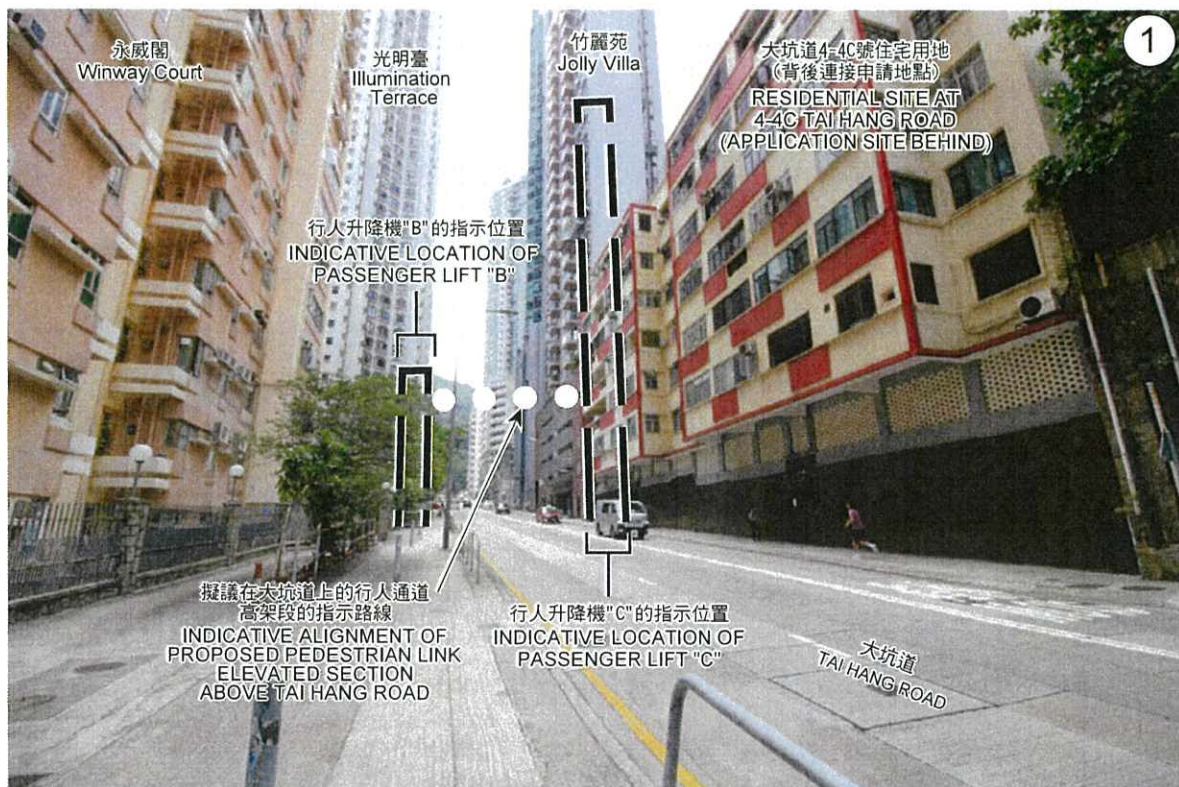 1
永威閣
Winway Court
光明臺
Illumination
Terrace
竹麗苑
Jolly Villa
大坑道4-4C號住宅用地
(背後連接申請地點)
RESIDENTIAL SITE AT
4-4C TAI HANG ROAD
(APPLICATION SITE BEHIND)
行人升降機"B"的指示位置
INDICATIVE LOCATION OF
PASSENGER LIFT "B"
擬議在大坑道上的行人通道
高架段的指示路線
INDICATIVE ALIGNMENT OF
PROPOSED PEDESTRIAN LINK
ELEVATED SECTION
ABOVE TAI HANG ROAD
行人升降機"C"的指示位置
INDICATIVE LOCATION OF
PASSENGER LIFT "C"
大坑道
TAI HANG ROAD